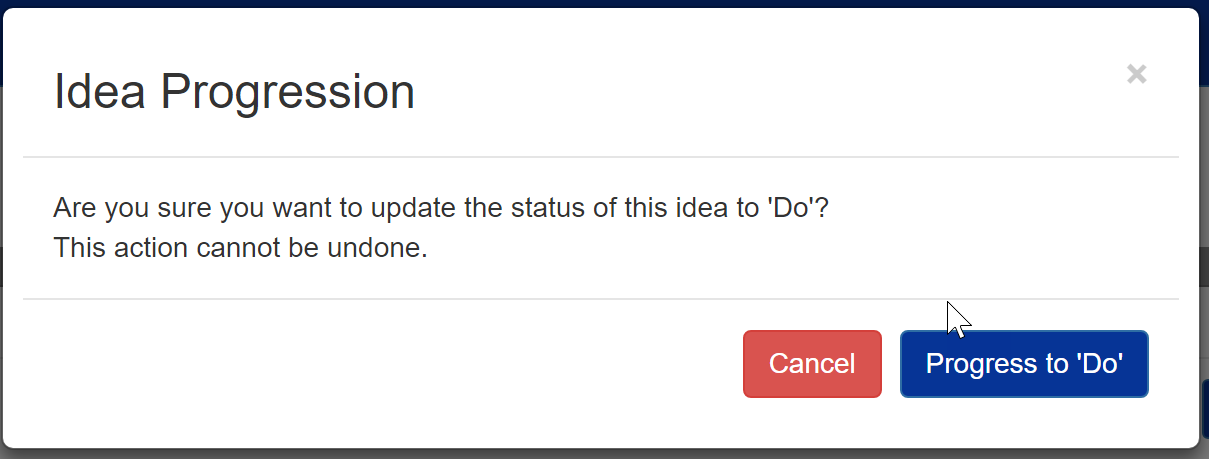 Idea Progression
×
Are you sure you want to update the status of this idea to 'Do'?
This action cannot be undone.
Cancel
Progress to 'Do'